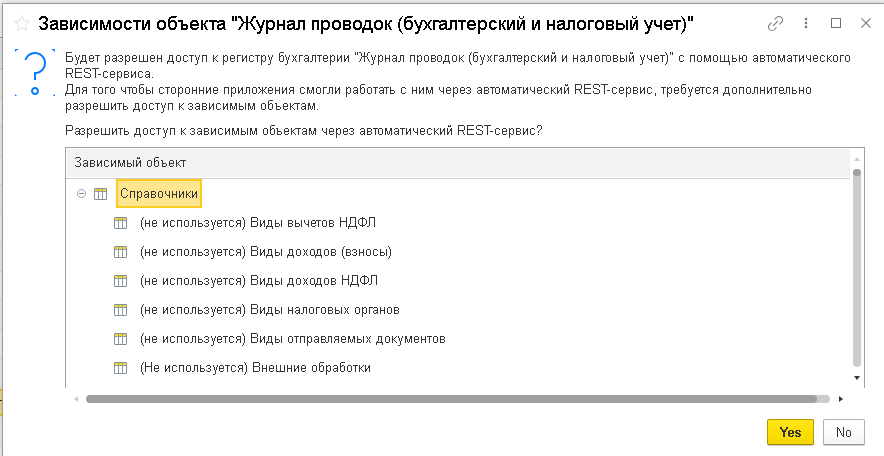 Зависимости объекта "Журнал проводок (бухгалтерский и налоговый учет)"
Будет разрешен доступ к регистру бухгалтерии "Журнал проводок (бухгалтерский и налоговый учет)" с помощью автоматического
REST-сервиса.
Для того чтобы сторонние приложения смогли работать с ним через автоматический REST-сервис, требуется дополнительно
разрешить доступ к зависимым объектам.
Разрешить доступ к зависимым объектам через автоматический REST-сервис?
Зависимый объект
Справочники
(не используется) Виды вычетов НДФЛ
(не используется) Виды доходов (взносы)
(не используется) Виды доходов НДФЛ
(не используется) Виды налоговых органов
(не используется) Виды отправляемых документов
(Не используется) Внешние обработки
Yes No